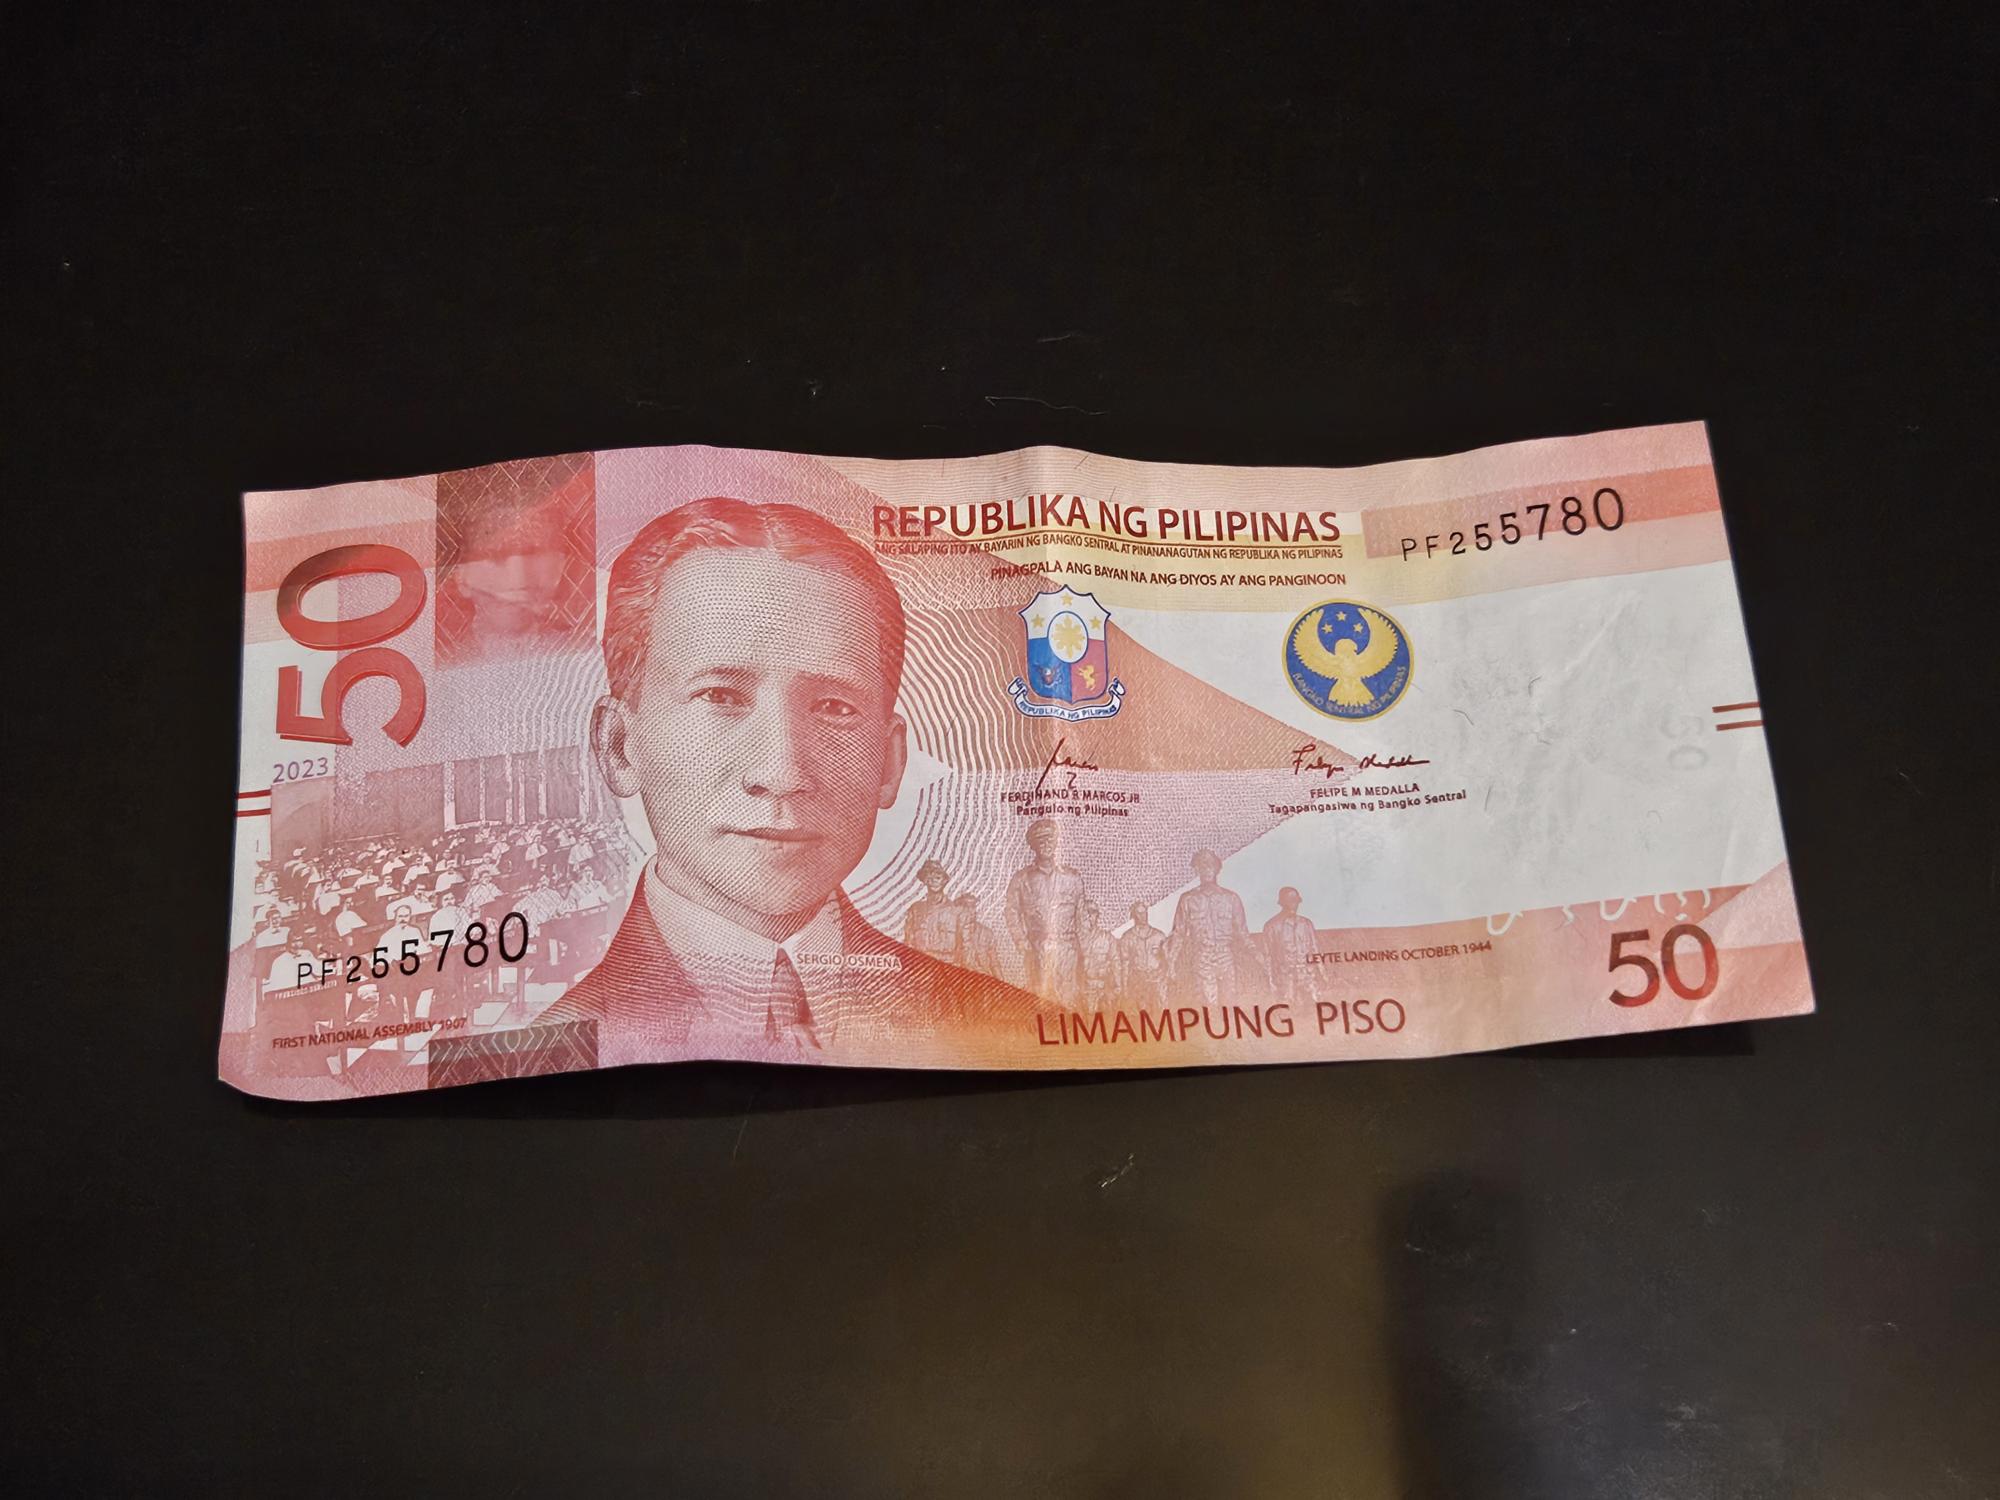 50
REPUBLIKA NG PILIPINAS
ANG SALAPING ITO AY BAYARIN NG BANGKO SENTRAL AT PINANANAGUTAN NG REPUBLIKA NG PILIPINAS
PINAGPALA ANG BAYAN NA ANG DIYOS AY ANG PANGINOON
PF255780
REPUBLIKA NG PILIPINAS
BANGKO SENTRAL NG PILIPINAS
2023
FERDINAND R MARCOS JR
Pangulo ng Pilipinas
FELIPE M MEDALLA
Tagapangasiwa ng Bangko Sentral
50
PF255780
SERGIO OSMEÑA
LEYTE LANDING OCTOBER 1944
FIRST NATIONAL ASSEMBLY 1907
LIMAMPUNG PISO
50